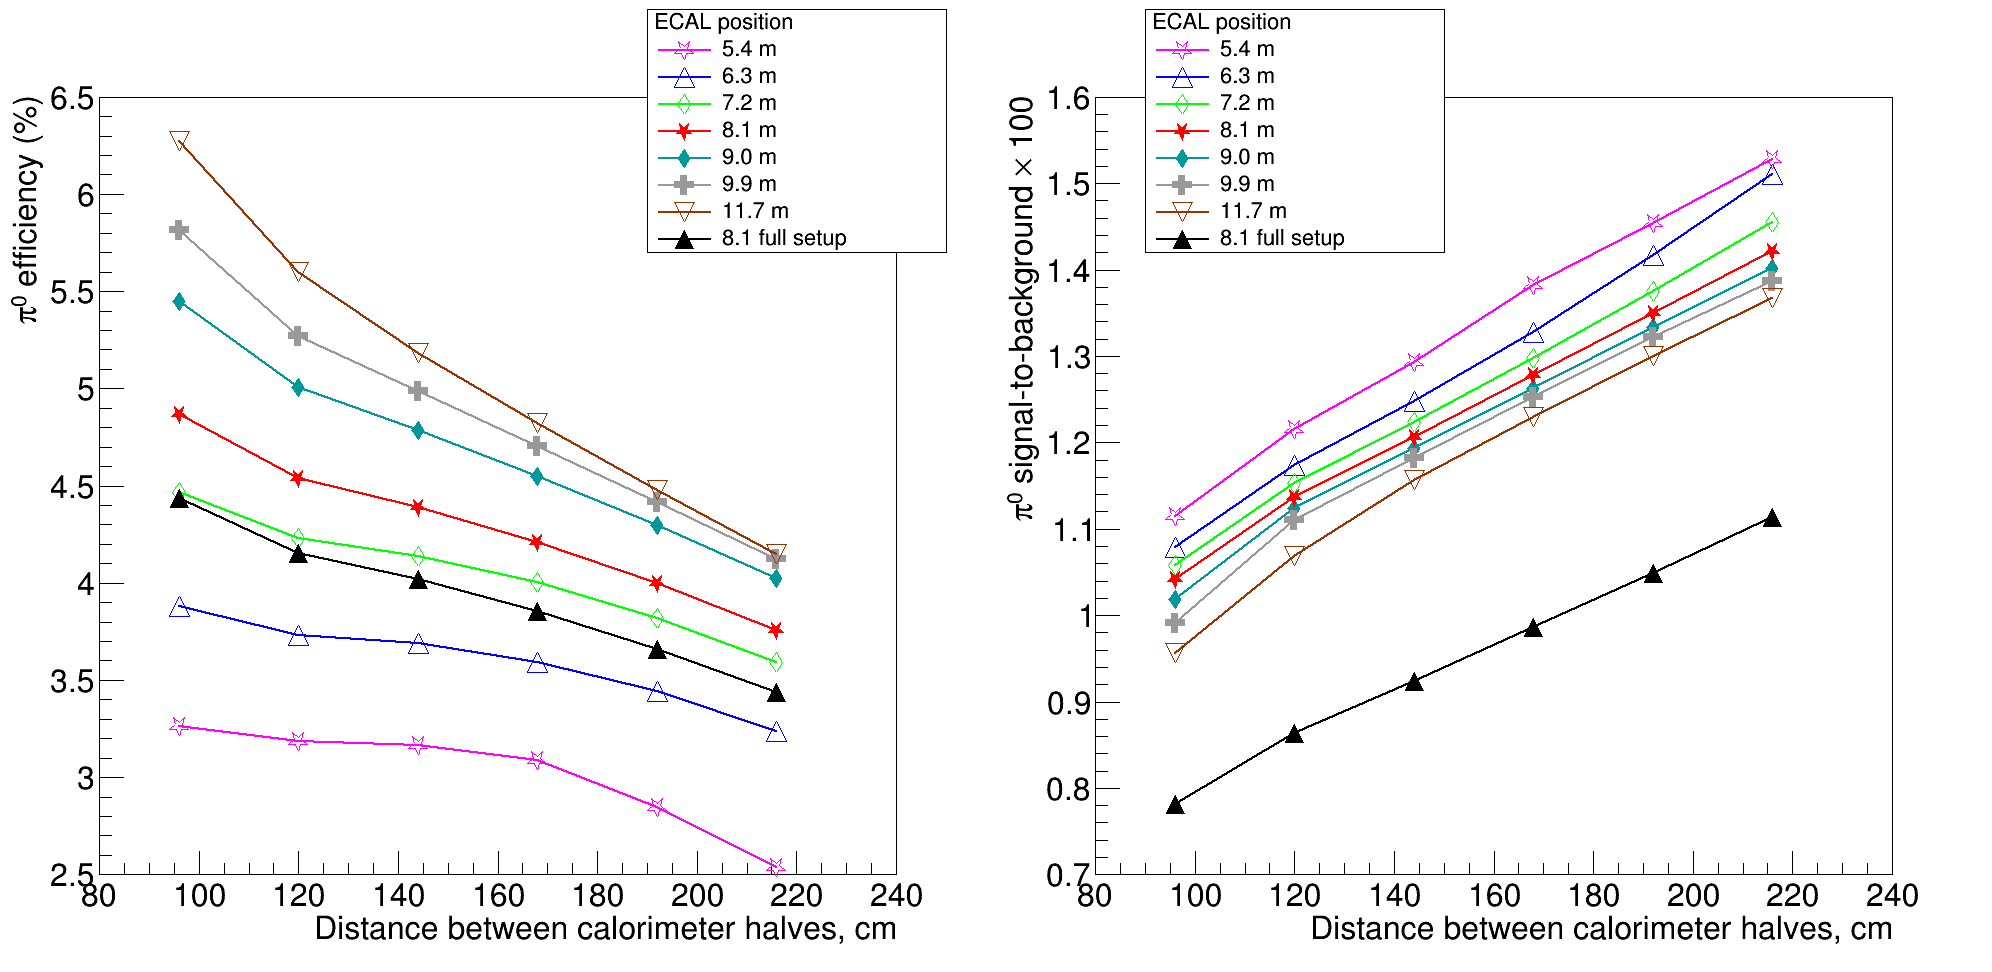 ECAL position
5.4 m
6.3 m
7.2 m
8.1 m
9.0 m
9.9 m
11.7 m
8.1 full setup
π⁰ efficiency (%)
6.5
6
5.5
5
4.5
4
3.5
3
2.5
80 100 120 140 160 180 200 220 240
Distance between calorimeter halves, cm
ECAL position
5.4 m
6.3 m
7.2 m
8.1 m
9.0 m
9.9 m
11.7 m
8.1 full setup
π⁰ signal-to-background × 100
1.6
1.5
1.4
1.3
1.2
1.1
1
0.9
0.8
0.7
80 100 120 140 160 180 200 220 240
Distance between calorimeter halves, cm